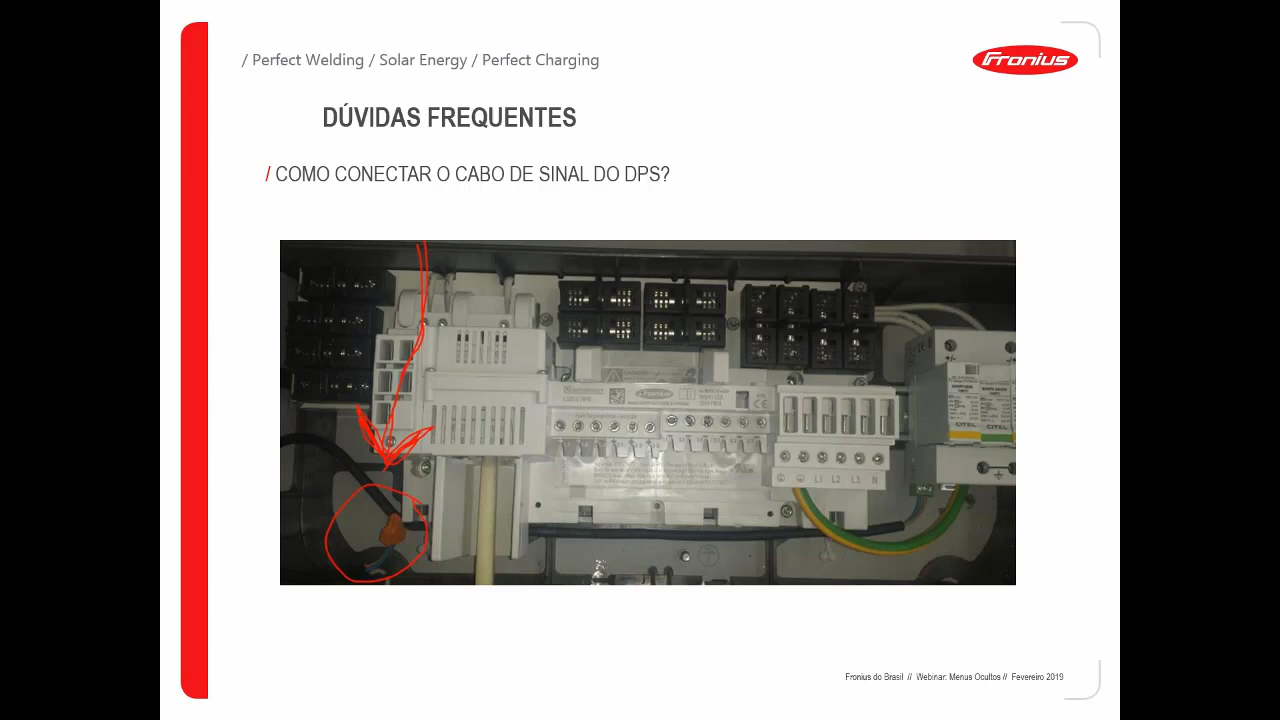 / Perfect Welding / Solar Energy / Perfect Charging
Fronius
DÚVIDAS FREQUENTES
/ COMO CONECTAR O CABO DE SINAL DO DPS?
+/-
CITEL
CITEL
L1 L2 L3 N
Fronius do Brasil // Webinar: Menus Ocultos // Fevereiro 2019